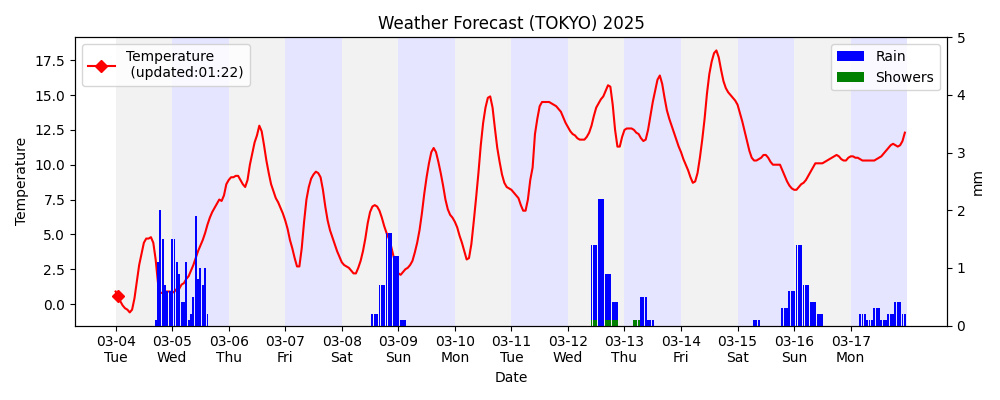 Weather Forecast (TOKYO) 2025
Temperature
(updated:01:22)
Rain
Showers
17.5
15.0
12.5
10.0
7.5
5.0
2.5
0.0
Temperature
5
4
3
2
1
0
mm
03-04 03-05 03-06 03-07 03-08 03-09 03-10 03-11 03-12 03-13 03-14 03-15 03-16 03-17
Tue Wed Thu Fri Sat Sun Mon Tue Wed Thu Fri Sat Sun Mon
Date